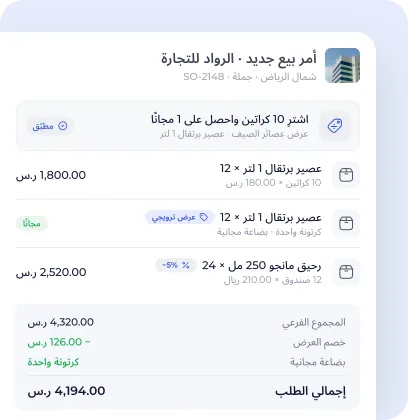 أمر بيع جديد · الرواد للتجارة
شمال الرياض · جملة · SO-2148
اشترِ 10 كراتين واحصل على 1 مجانًا
عرض عصائر الصيف · عصير برتقال 1 لتر
مطبّق
عصير برتقال 1 لتر × 12
10 كراتين × 180.00 ر.س
1,800.00 ر.س
عصير برتقال 1 لتر × 12
عرض ترويجي
كرتونة واحدة · بضاعة مجانية
مجانًا
رحيق مانجو 250 مل × 24
−5%
12 صندوق × 210.00 ريال
2,520.00 ر.س
المجموع الفرعي
4,320.00 ر.س
خصم العرض
− 126.00 ر.س
بضاعة مجانية
كرتونة واحدة
إجمالي الطلب
4,194.00 ر.س